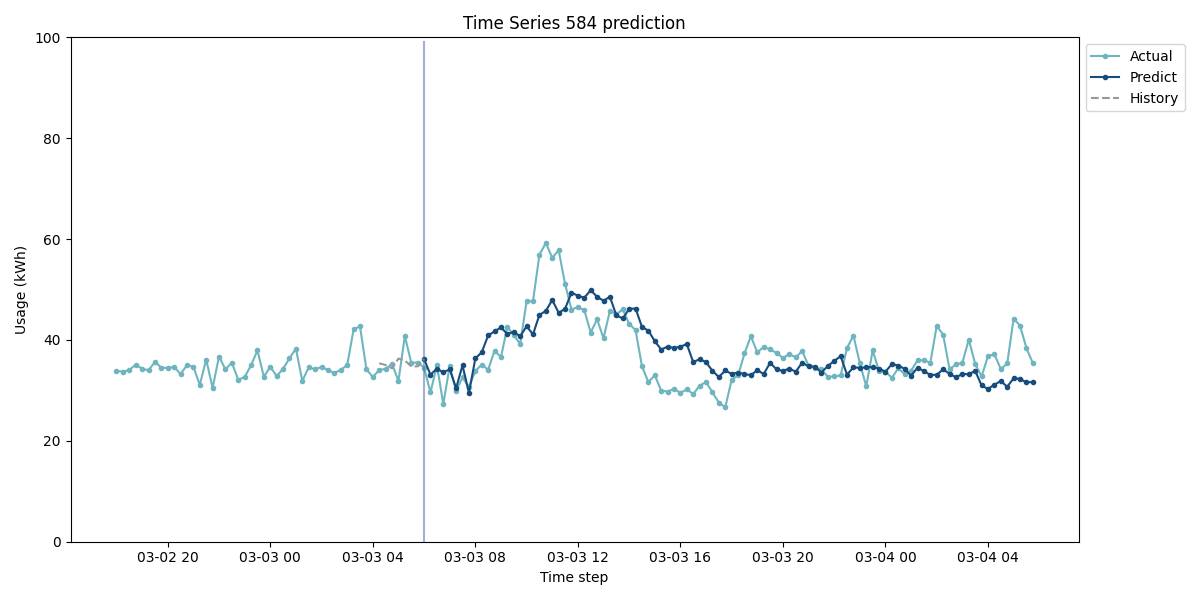 Time Series 584 prediction
Usage (kWh)
100
80
60
40
20
0
03-02 20
03-03 00
03-03 04
03-03 08
03-03 12
03-03 16
03-03 20
03-04 00
03-04 04
Time step
Actual
Predict
History